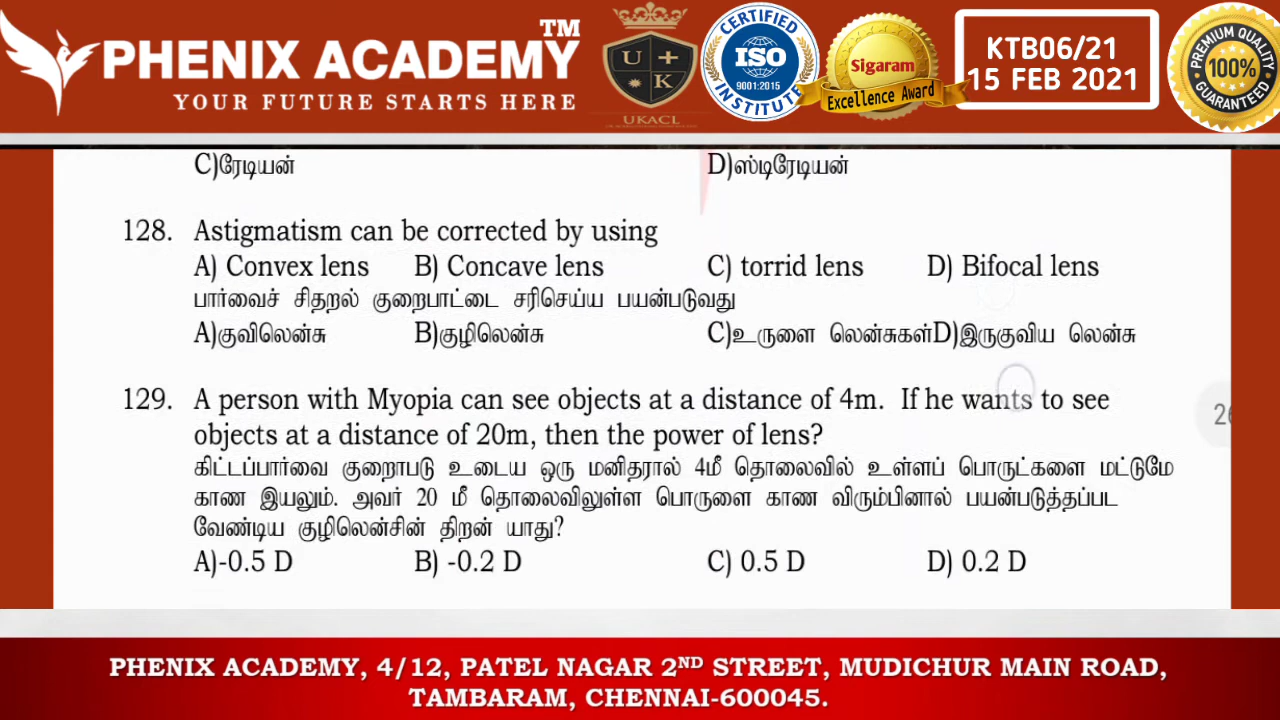 TM
PHENIX ACADEMY
YOUR FUTURE STARTS HERE
U +
K
UKACL
CERTIFIED
ISO
9001:2015
INSTITUTE
Sigaram
Excellence Award
KTB06/21
15 FEB 2021
PREMIUM QUALITY
100%
GUARANTEED
C)ரேடியன் D)ஸ்டிரேடியன்
128. Astigmatism can be corrected by using
A) Convex lens B) Concave lens C) torrid lens D) Bifocal lens
பார்வைச் சிதறல் குறைபாட்டை சரிசெய்ய பயன்படுவது
A)குவிலென்சு B)குழிலென்சு C)உருளை லென்சுகள் D)இருகுவிய லென்சு
129. A person with Myopia can see objects at a distance of 4m. If he wants to see
objects at a distance of 20m, then the power of lens?
கிட்டப்பார்வை குறைாபடு உடைய ஒரு மனிதரால் 4மீ தொலைவில் உள்ளப் பொருட்களை மட்டுமே
காண இயலும். அவர் 20 மீ தொலைவிலுள்ள பொருளை காண விரும்பினால் பயன்படுத்தப்பட
வேண்டிய குழிலென்சின் திறன் யாது?
A)-0.5 D B) -0.2 D C) 0.5 D D) 0.2 D
PHENIX ACADEMY, 4/12, PATEL NAGAR 2ND STREET, MUDICHUR MAIN ROAD,
TAMBARAM, CHENNAI-600045.